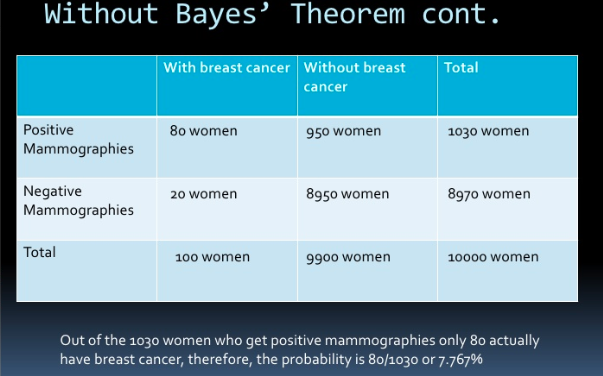 Without Bayes’ Theorem cont.
With breast cancer Without breast Total
cancer
Positive 80 women 950 women 1030 women
Mammographies
Negative 20 women 8950 women 8970 women
Mammographies
Total 100 women 9900 women 10000 women
Out of the 1030 women who get positive mammographies only 80 actually
have breast cancer, therefore, the probability is 80/1030 or 7.767%